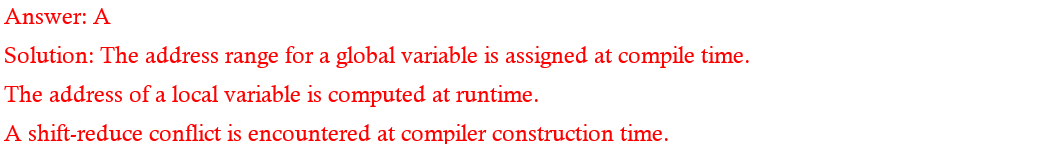 Answer: A
Solution: The address range for a global variable is assigned at compile time.
The address of a local variable is computed at runtime.
A shift-reduce conflict is encountered at compiler construction time.